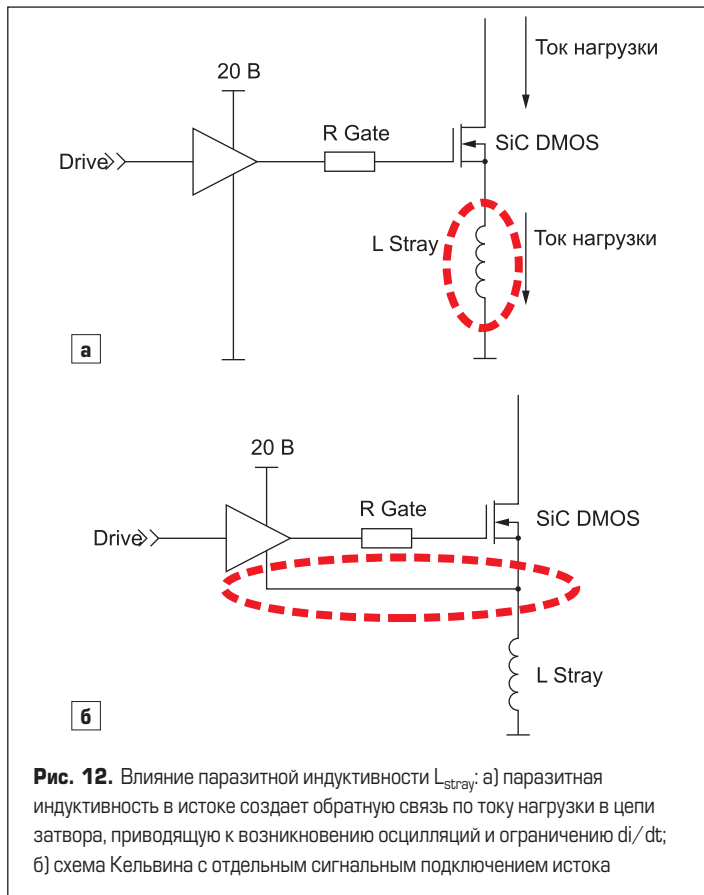 Ток нагрузки
20 В
R Gate
SiC DMOS
Drive
L Stray
Ток нагрузки
а
20 В
R Gate
SiC DMOS
Drive
L Stray
б
Рис. 12. Влияние паразитной индуктивности Lstray: а) паразитная
индуктивность в истоке создает обратную связь по току нагрузки в цепи
затвора, приводящую к возникновению осцилляций и ограничению di/dt;
б) схема Кельвина с отдельным сигнальным подключением истока